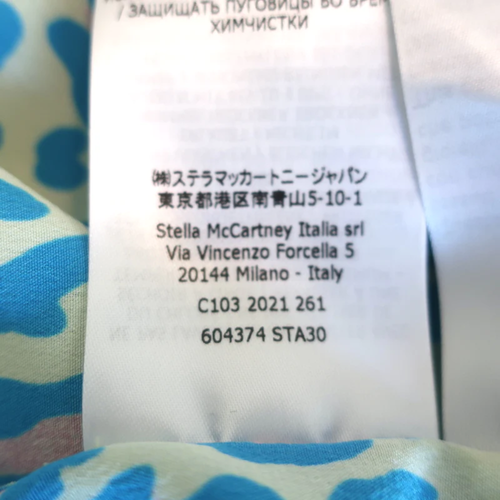 / ЗАЩИЩАТЬ ПУГОВИЦЫ ВО ВРЕМ
ХИМЧИСТКИ
㈱ステラマッカートニージャパン
東京都港区南青山5-10-1
Stella McCartney Italia srl
Via Vincenzo Forcella 5
20144 Milano - Italy
C103 2021 261
604374 STA30